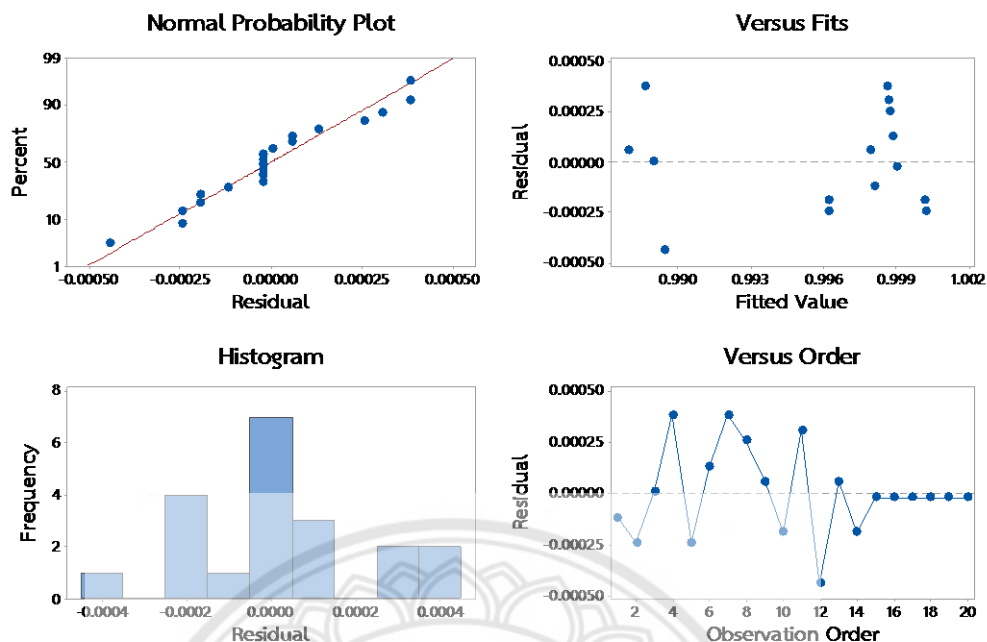 Normal Probability Plot
99
90
50
10
1
Percent
-0.00050
-0.00025
0.00000
0.00025
0.00050
Residual
Versus Fits
0.00050
0.00025
0.00000
-0.00025
-0.00050
Residual
0.990
0.993
0.996
0.999
1.002
Fitted Value
Histogram
8
6
4
2
0
Frequency
-0.0004
-0.0002
0.0000
0.0002
0.0004
Residual
Versus Order
0.00050
0.00025
0.00000
-0.00025
-0.00050
Residual
2 4 6 8 10 12 14 16 18 20
Observation Order